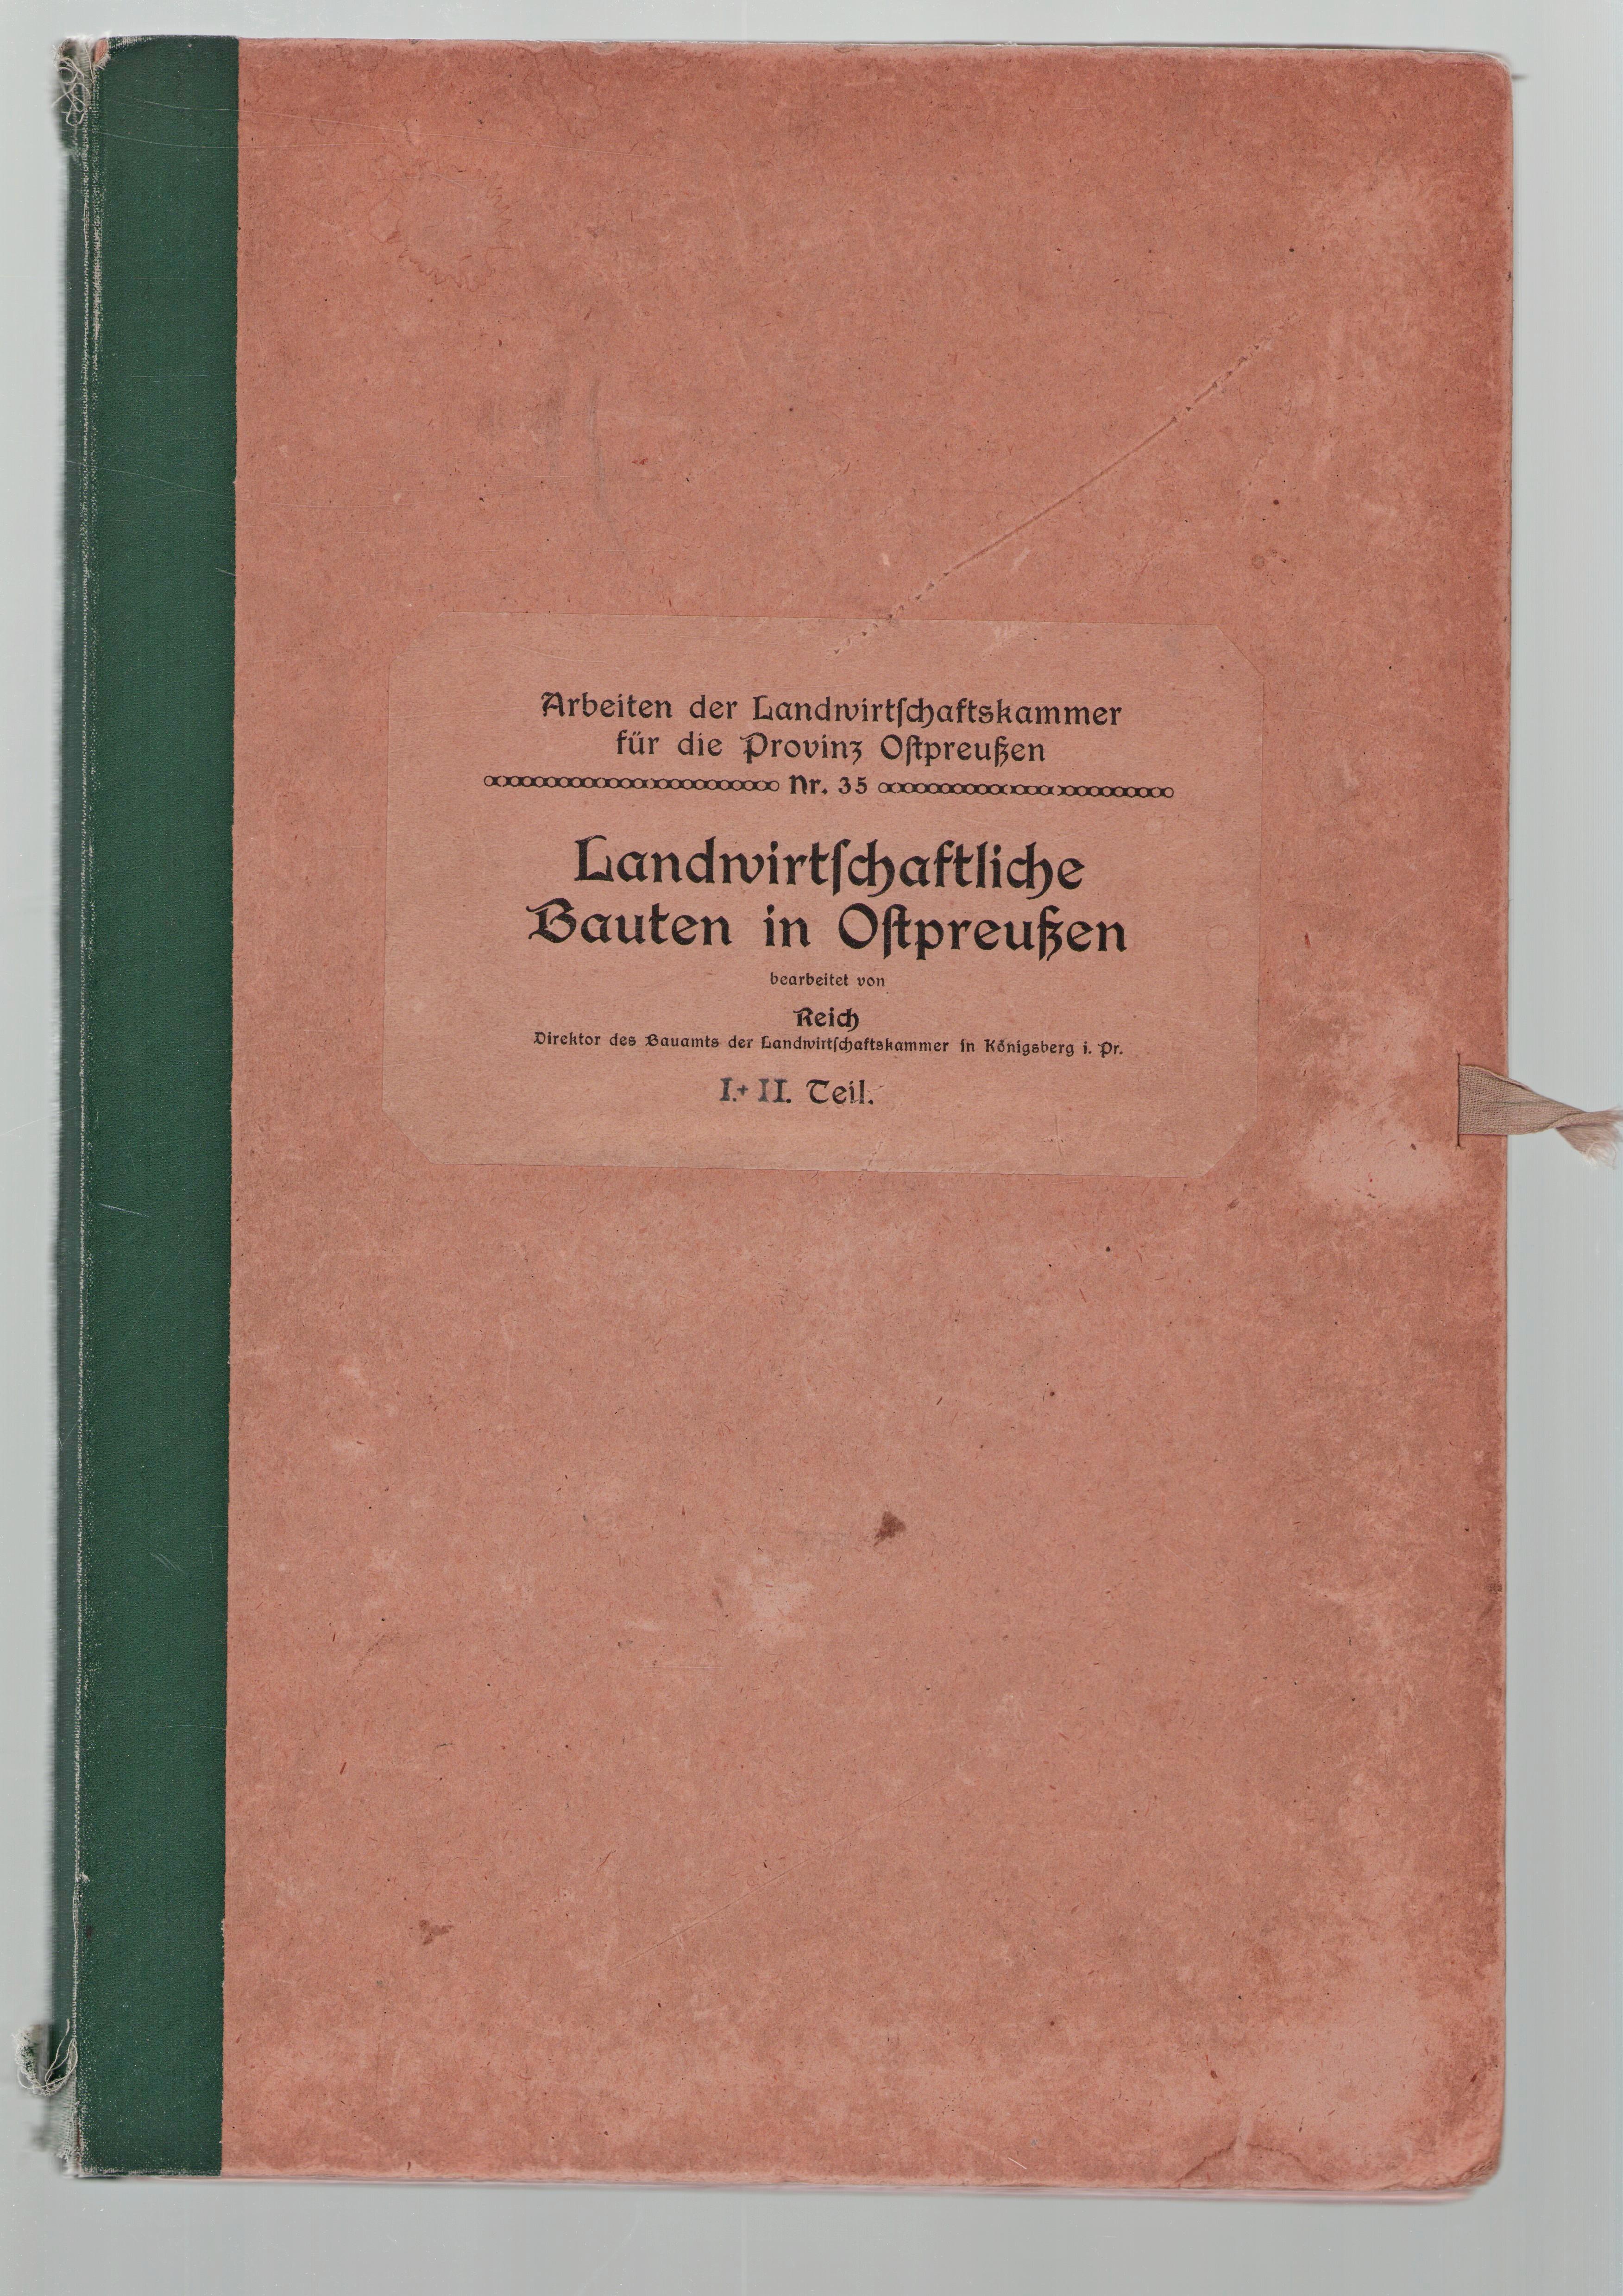 Arbeiten der Landwirtſchaftskammer
für die Provinz Oſtpreußen
Nr. 35
Landwirtſchaftliche
Bauten in Oſtpreußen
bearbeitet von
Reich
Direktor des Bauamts der Landwirtſchaftskammer in Königsberg i. Pr.
I.+ II. Teil.